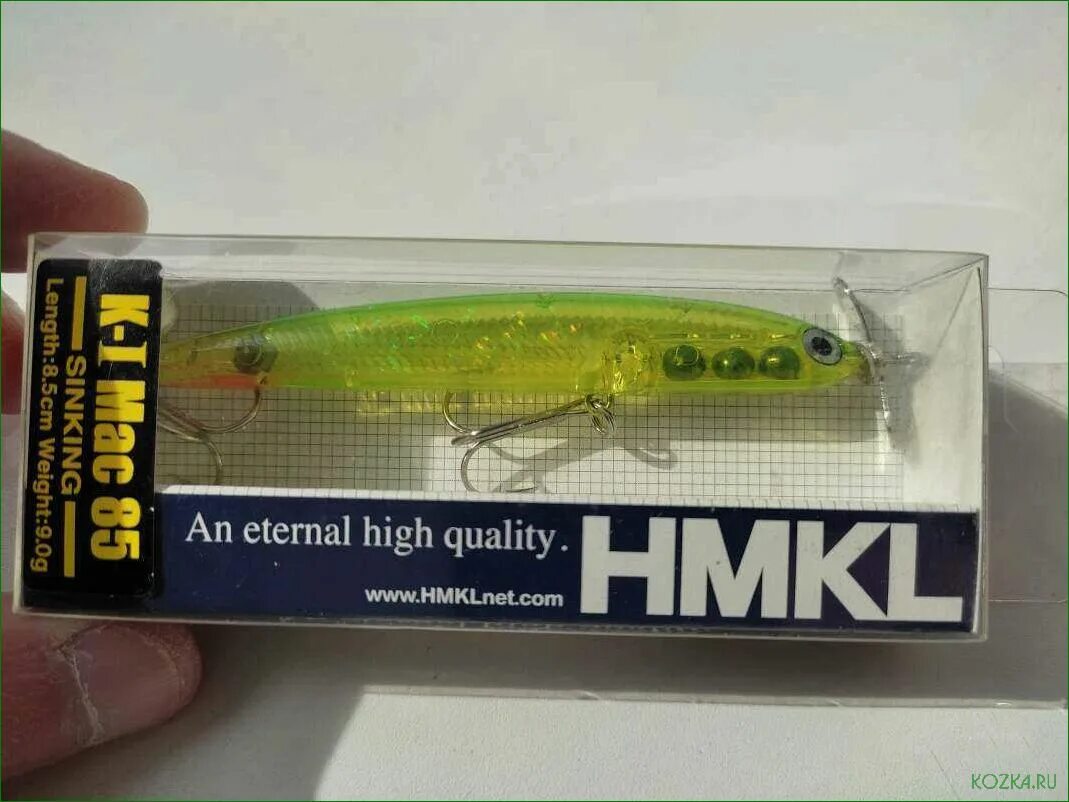 K-I Mac 85
SINKING
Length:8.5cm Weight:9.0g
An eternal high quality.
www.HMKLnet.com
HMKL
KOZKA.RU